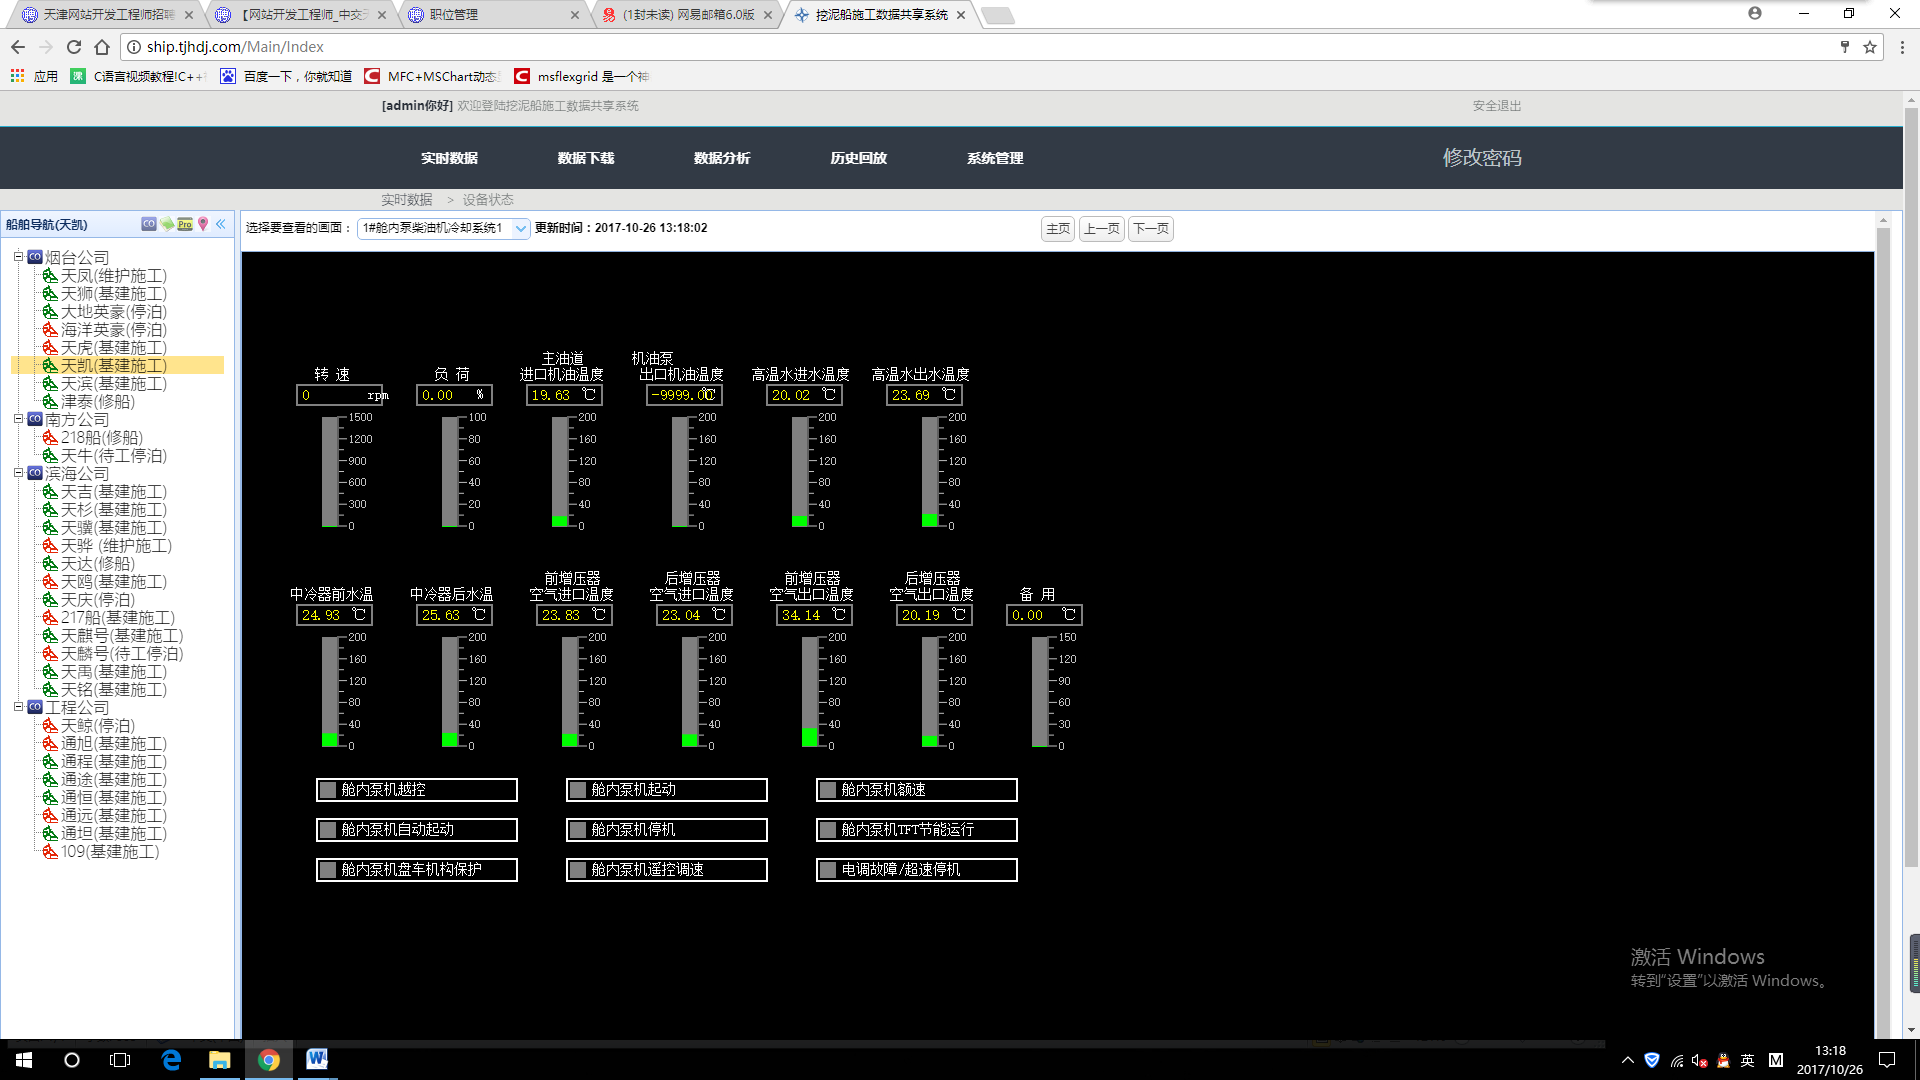 天津网站开发工程师招聘
【网站开发工程师_中交天
职位管理
(1封未读) 网易邮箱6.0版
挖泥船施工数据共享系统
ship.tjhdj.com/Main/Index
应用
C语言视频教程!C++
百度一下，你就知道
MFC+MSChart动态
msflexgrid 是一个神
[admin你好] 欢迎登陆挖泥船施工数据共享系统
安全退出
实时数据 数据下载 数据分析 历史回放 系统管理 修改密码
实时数据 > 设备状态
船舶导航(天凯)
CO
Pro
选择要查看的画面： 1#舱内泵柴油机冷却系统1 更新时间：2017-10-26 13:18:02
主页 上一页 下一页
烟台公司
天凤(维护施工)
天狮(基建施工)
大地英豪(停泊)
海洋英豪(停泊)
天虎(基建施工)
天凯(基建施工)
天滨(基建施工)
津泰(修船)
南方公司
218船(修船)
天牛(待工停泊)
滨海公司
天吉(基建施工)
天杉(基建施工)
天骥(基建施工)
天骅 (维护施工)
天达(修船)
天鸥(基建施工)
天庆(停泊)
217船(基建施工)
天麒号(基建施工)
天麟号(待工停泊)
天禹(基建施工)
天铭(基建施工)
工程公司
天鲸(停泊)
通旭(基建施工)
通程(基建施工)
通途(基建施工)
通恒(基建施工)
通远(基建施工)
通坦(基建施工)
109(基建施工)
转 速
0 rpm
1500
1200
900
600
300
0
负 荷
0.00 %
100
80
60
40
20
0
主油道
进口机油温度
19.63 ℃
200
160
120
80
40
0
机油泵
出口机油温度
-9999.00 ℃
200
160
120
80
40
0
高温水进水温度
20.02 ℃
200
160
120
80
40
0
高温水出水温度
23.69 ℃
200
160
120
80
40
0
中冷器前水温
24.93 ℃
200
160
120
80
40
0
中冷器后水温
25.63 ℃
200
160
120
80
40
0
前增压器
空气进口温度
23.83 ℃
200
160
120
80
40
0
后增压器
空气进口温度
23.04 ℃
200
160
120
80
40
0
前增压器
空气出口温度
34.14 ℃
200
160
120
80
40
0
后增压器
空气出口温度
20.19 ℃
200
160
120
80
40
0
备 用
0.00 ℃
150
120
90
60
30
0
舱内泵机越控
舱内泵机起动
舱内泵机额速
舱内泵机自动起动
舱内泵机停机
舱内泵机TFT节能运行
舱内泵机盘车机构保护
舱内泵机遥控调速
电调故障/超速停机
激活 Windows
转到“设置”以激活 Windows。
英
M
13:18
2017/10/26